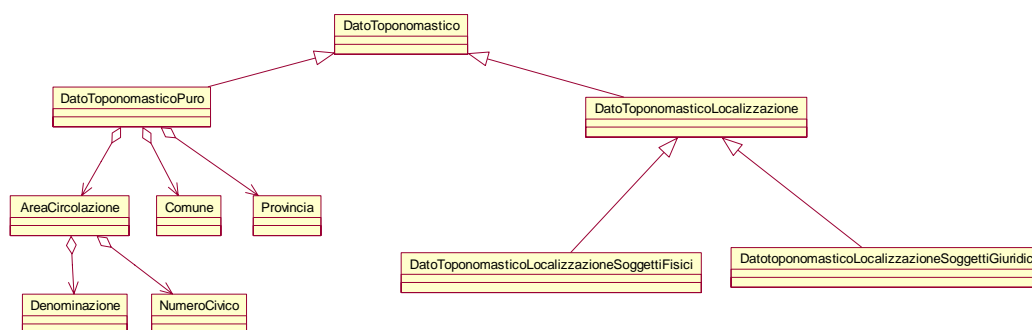 DatoToponomastico
DatoToponomasticoPuro
DatoToponomasticoLocalizzazione
AreaCircolazione
Comune
Provincia
DatoToponomasticoLocalizzazioneSoggettiFisici
DatotoponomasticoLocalizzazioneSoggettiGiuridic
Denominazione
NumeroCivico